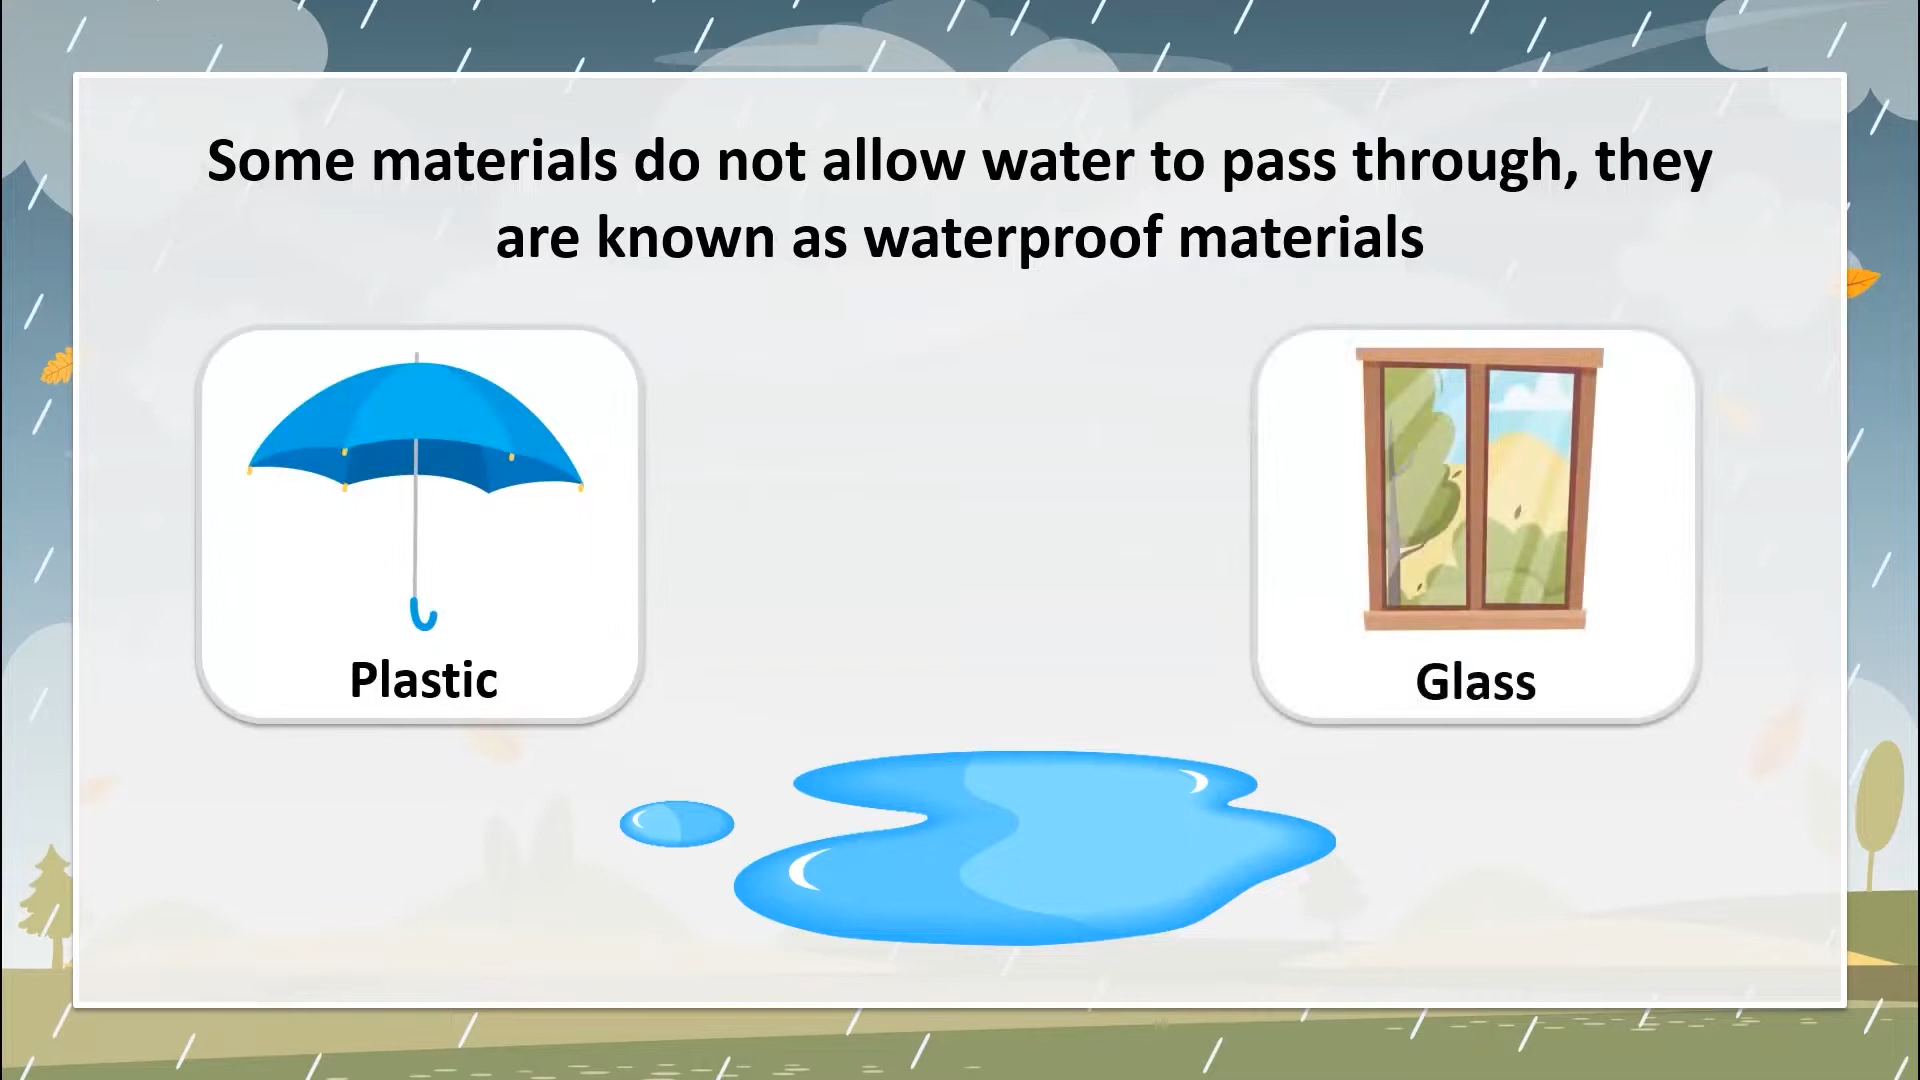 Some materials do not allow water to pass through, they
are known as waterproof materials
Plastic
Glass